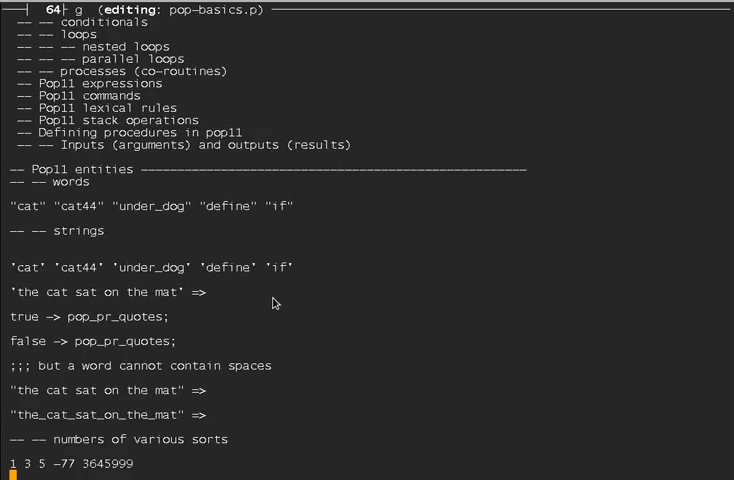 64 g (editing: pop-basics.p)
-- -- conditionals
-- -- loops
-- -- -- nested loops
-- -- -- parallel loops
-- -- processes (co-routines)
-- Pop11 expressions
-- Pop11 commands
-- Pop11 lexical rules
-- Pop11 stack operations
-- Defining procedures in pop11
-- -- Inputs (arguments) and outputs (results)
-- Pop11 entities -----------------------------------------------------
-- -- words
"cat" "cat44" "under_dog" "define" "if"
-- -- strings
'cat' 'cat44' 'under_dog' 'define' 'if'
'the cat sat on the mat' =>
true -> pop_pr_quotes;
false -> pop_pr_quotes;
;;; but a word cannot contain spaces
"the cat sat on the mat" =>
"the_cat_sat_on_the_mat" =>
-- -- numbers of various sorts
1 3 5 -77 3645999